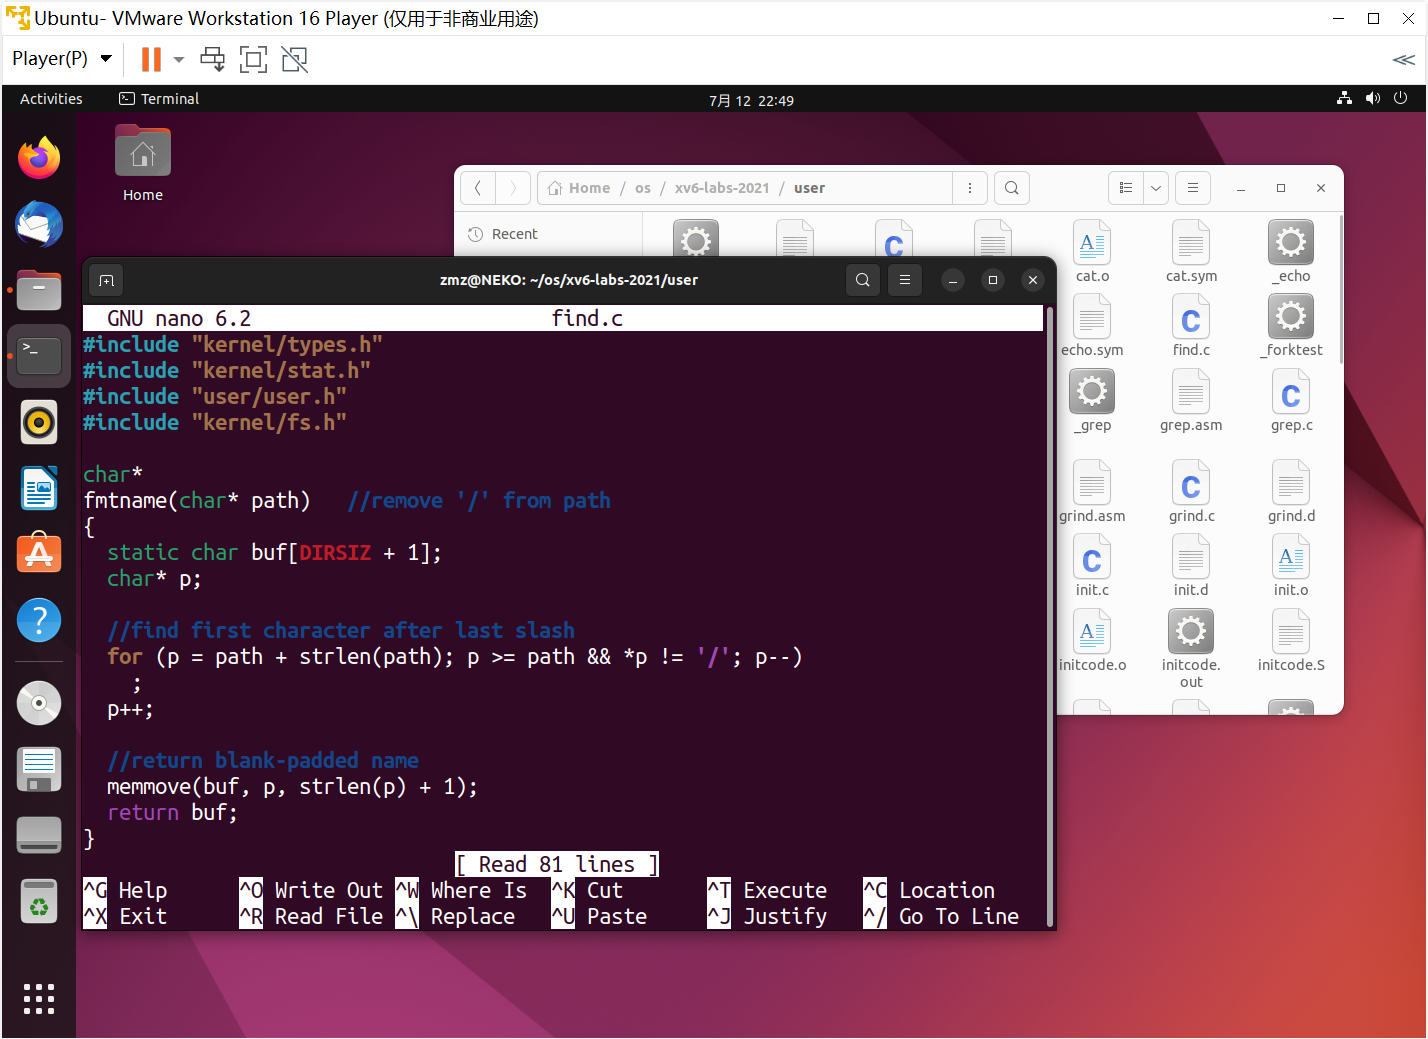 Ubuntu- VMware Workstation 16 Player (仅用于非商业用途)
Player(P)
Activities
Terminal
7月 12 22:49
Home
Home / os / xv6-labs-2021 / user
Recent
cat.o
cat.sym
_echo
echo.sym
find.c
_forktest
_grep
grep.asm
grep.c
grind.asm
grind.c
grind.d
init.c
init.d
init.o
initcode.o
initcode.
out
initcode.S
zmz@NEKO: ~/os/xv6-labs-2021/user
GNU nano 6.2 find.c
#include "kernel/types.h"
#include "kernel/stat.h"
#include "user/user.h"
#include "kernel/fs.h"
char*
fmtname(char* path) //remove '/' from path
{
static char buf[DIRSIZ + 1];
char* p;
//find first character after last slash
for (p = path + strlen(path); p >= path && *p != '/'; p--)
;
p++;
//return blank-padded name
memmove(buf, p, strlen(p) + 1);
return buf;
}
[ Read 81 lines ]
^G Help ^O Write Out ^W Where Is ^K Cut ^T Execute ^C Location
^X Exit ^R Read File ^\ Replace ^U Paste ^J Justify ^/ Go To Line